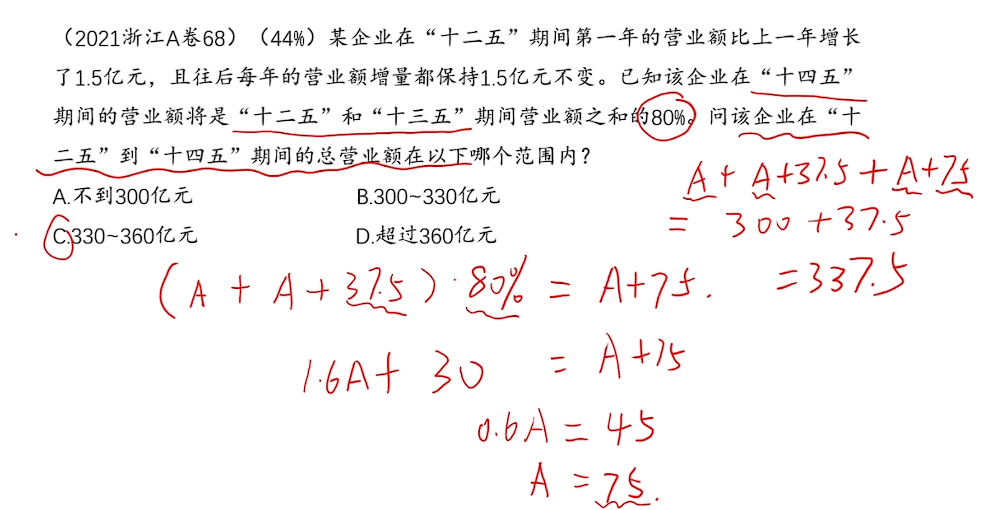 （2021浙江A卷68）（44%）某企业在“十二五”期间第一年的营业额比上一年增长
了1.5亿元，且往后每年的营业额增量都保持1.5亿元不变。已知该企业在“十四五”
期间的营业额将是“十二五”和“十三五”期间营业额之和的80%。问该企业在“十
二五”到“十四五”期间的总营业额在以下哪个范围内？
A.不到300亿元
B.300~330亿元
C.330~360亿元
D.超过360亿元
A + A+37.5 + A+75
= 300+37.5
=337.5
(A + A+37.5)·80% = A+75.
1.6A+ 30 = A+75
0.6A = 45
A = 75.